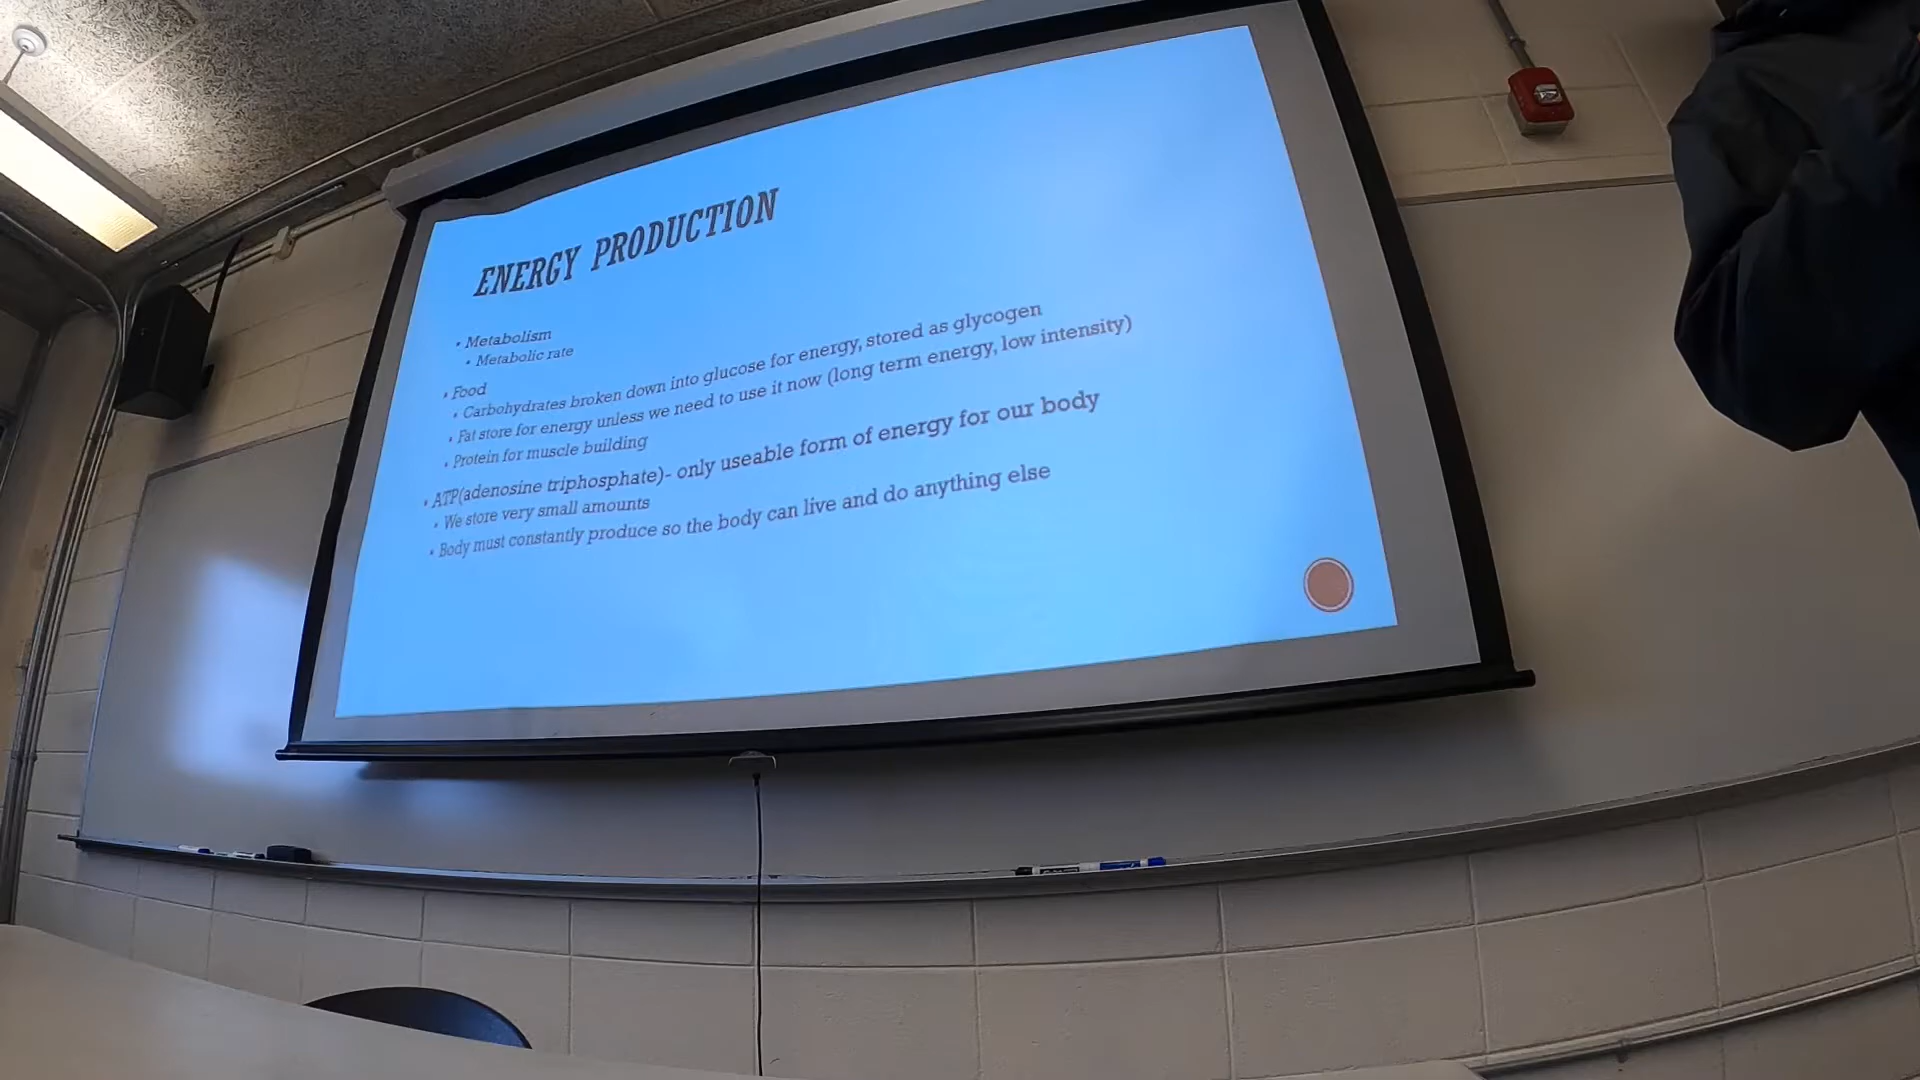 ENERGY PRODUCTION
• Metabolism
• Metabolic rate
• Food
• Carbohydrates broken down into glucose for energy, stored as glycogen
• Fat store for energy unless we need to use it now (long term energy, low intensity)
• Protein for muscle building
• ATP(adenosine triphosphate)- only useable form of energy for our body
• We store very small amounts
• Body must constantly produce so the body can live and do anything else